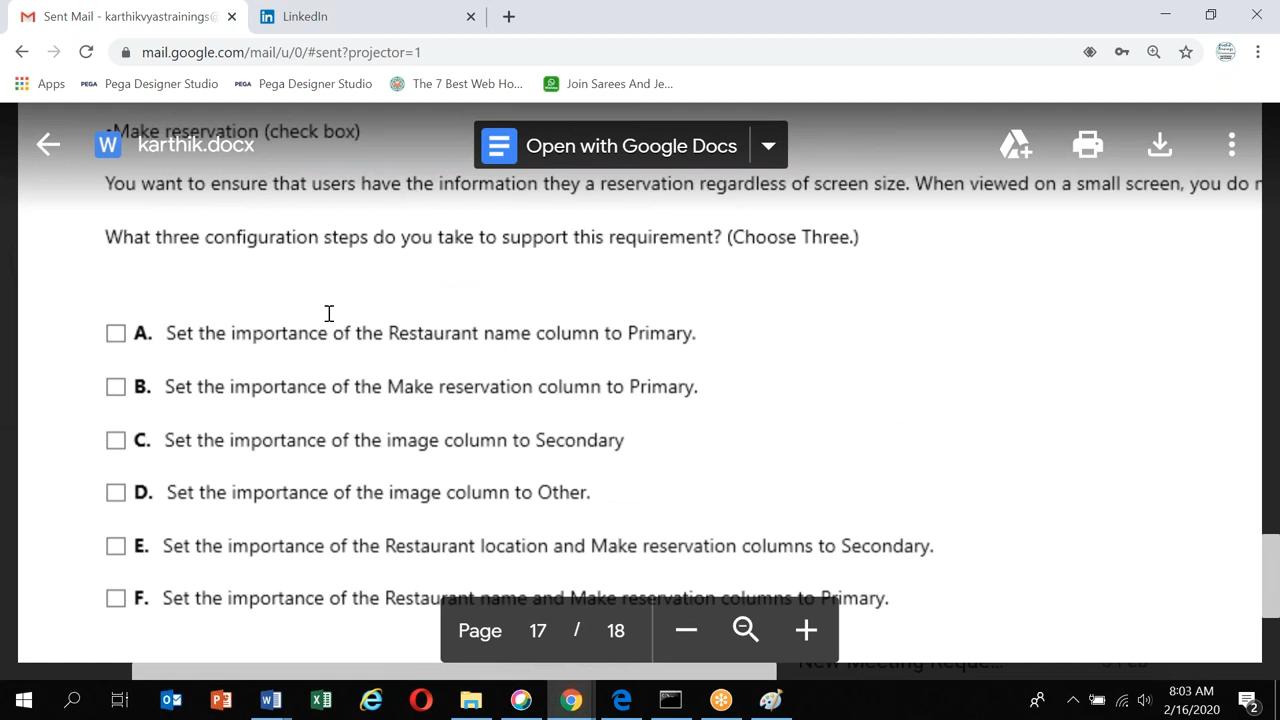 Sent Mail - karthikvyastrainings@
LinkedIn
mail.google.com/mail/u/0/#sent?projector=1
Apps
PEGA Pega Designer Studio
PEGA Pega Designer Studio
The 7 Best Web Ho...
Join Sarees And Je...
•Make reservation (check box)
W karthik.docx
Open with Google Docs
You want to ensure that users have the information they a reservation regardless of screen size. When viewed on a small screen, you do
What three configuration steps do you take to support this requirement? (Choose Three.)
A. Set the importance of the Restaurant name column to Primary.
B. Set the importance of the Make reservation column to Primary.
C. Set the importance of the image column to Secondary
D. Set the importance of the image column to Other.
E. Set the importance of the Restaurant location and Make reservation columns to Secondary.
F. Set the importance of the Restaurant name and Make reservation columns to Primary.
Page 17 / 18
New Meeting Reque...
8:03 AM
2/16/2020
2